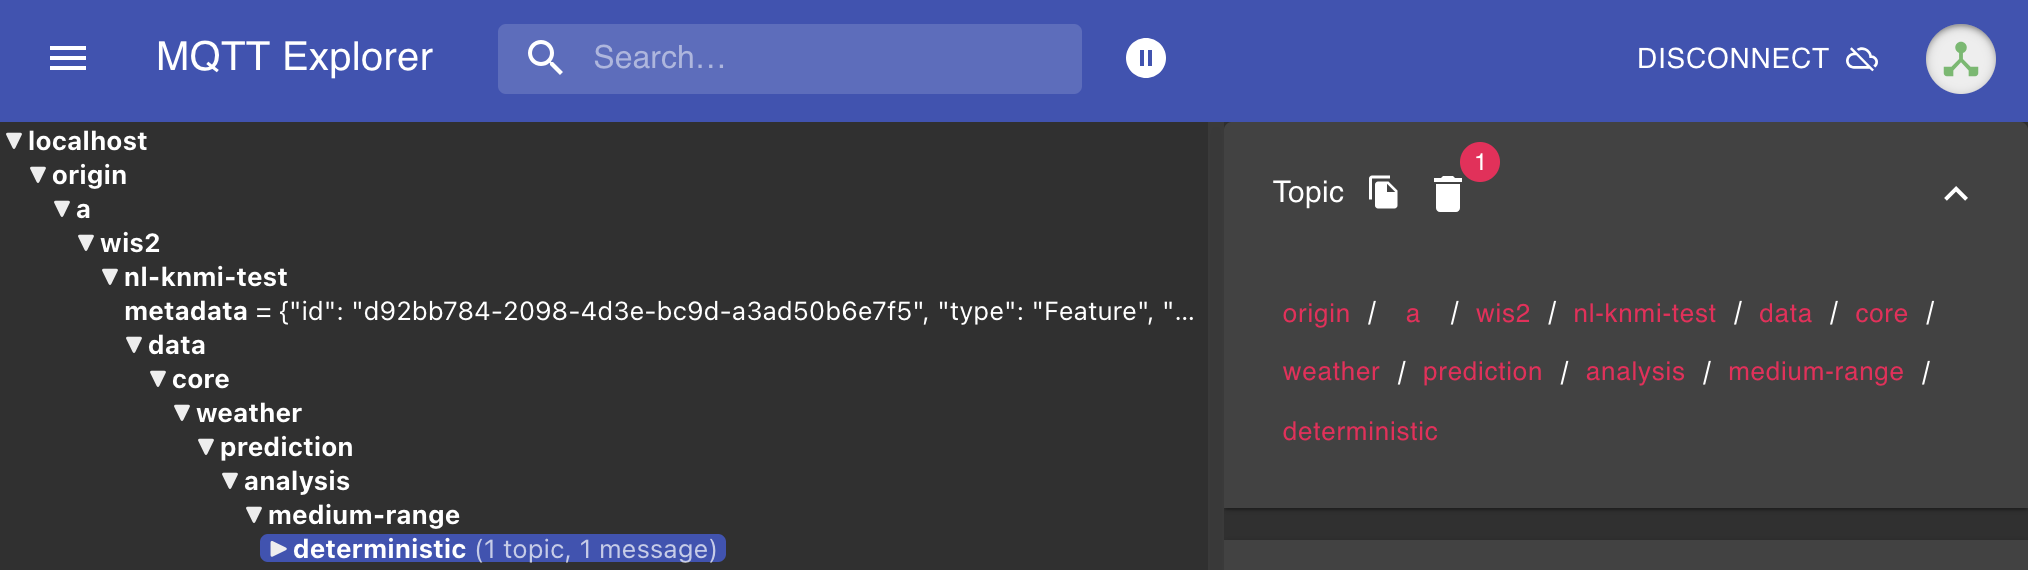 MQTT Explorer
Search...
DISCONNECT
localhost
origin
a
wis2
nl-knmi-test
metadata = {"id": "d92bb784-2098-4d3e-bc9d-a3ad50b6e7f5", "type": "Feature", "...
data
core
weather
prediction
analysis
medium-range
deterministic (1 topic, 1 message)
Topic
1
origin / a / wis2 / nl-knmi-test / data / core /
weather / prediction / analysis / medium-range /
deterministic